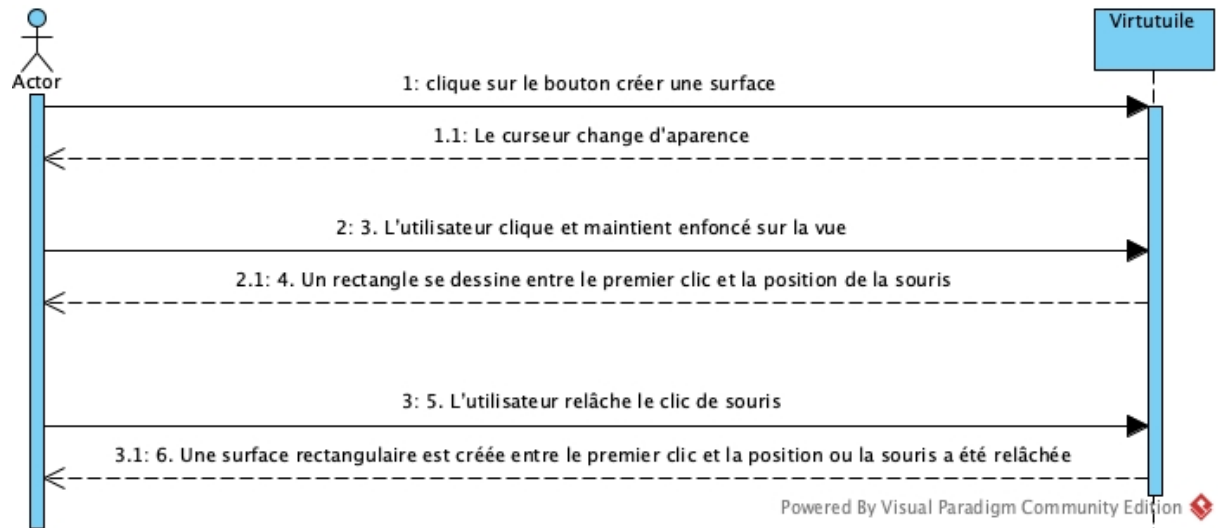 Virtutuile
Actor
1: clique sur le bouton créer une surface
1.1: Le curseur change d'aparence
2: 3. L'utilisateur clique et maintient enfoncé sur la vue
2.1: 4. Un rectangle se dessine entre le premier clic et la position de la souris
3: 5. L'utilisateur relâche le clic de souris
3.1: 6. Une surface rectangulaire est créée entre le premier clic et la position ou la souris a été relâchée
Powered By Visual Paradigm Community Edition